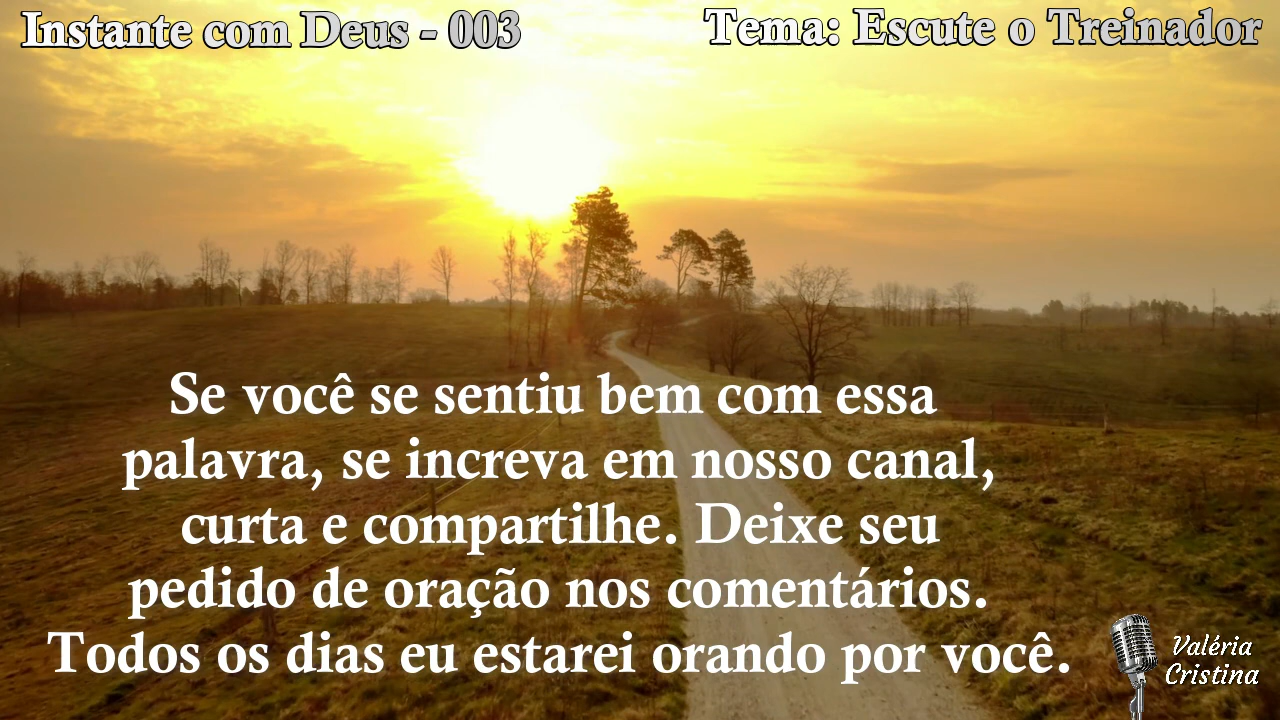 Instante com Deus - 003
Tema: Escute o Treinador
Se você se sentiu bem com essa
palavra, se increva em nosso canal,
curta e compartilhe. Deixe seu
pedido de oração nos comentários.
Todos os dias eu estarei orando por você.
Valéria
Cristina